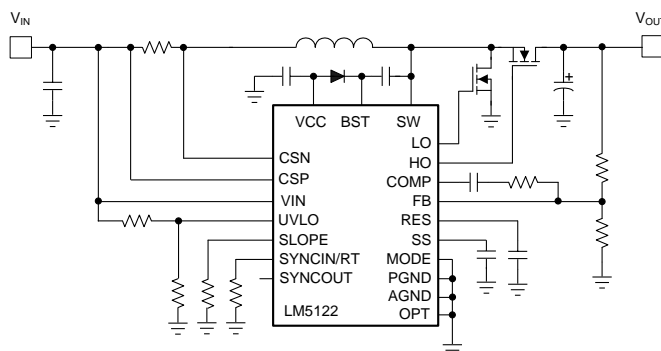 VIN
VOUT
+
VCC
BST
SW
LO
HO
CSN
COMP
CSP
FB
VIN
RES
UVLO
SS
SLOPE
MODE
SYNCIN/RT
PGND
SYNCOUT
AGND
LM5122
OPT